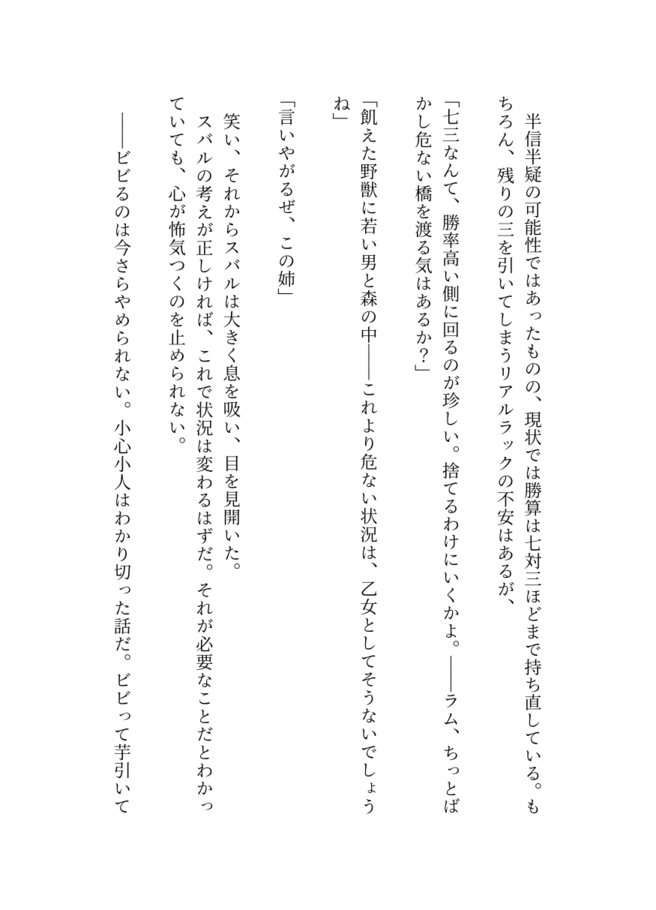 半信半疑の可能性ではあったものの、現状では勝算は七対三ほどまで持ち直している。も
ちろん、残りの三を引いてしまうリアルラックの不安はあるが、
「七三なんて、勝率高い側に回るのが珍しい。捨てるわけにいくかよ。――ラム、ちっとば
かし危ない橋を渡る気はあるか？」
「飢えた野獣に若い男と森の中――これより危ない状況は、乙女としてそうないでしょう
ね」
「言いやがるぜ、この姉」
笑い、それからスバルは大きく息を吸い、目を見開いた。
スバルの考えが正しければ、これで状況は変わるはずだ。それが必要なことだとわかっ
ていても、心が怖気つくのを止められない。
――ビビるのは今さらやめられない。小心小人はわかり切った話だ。ビビって芋引いて